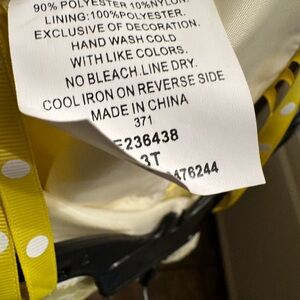 90% POLYESTER 10% NYLON.
LINING:100%POLYESTER.
EXCLUSIVE OF DECORATION.
HAND WASH COLD
WITH LIKE COLORS.
NO BLEACH.LINE DRY.
COOL IRON ON REVERSE SIDE
MADE IN CHINA
371
E236438
3T
476244